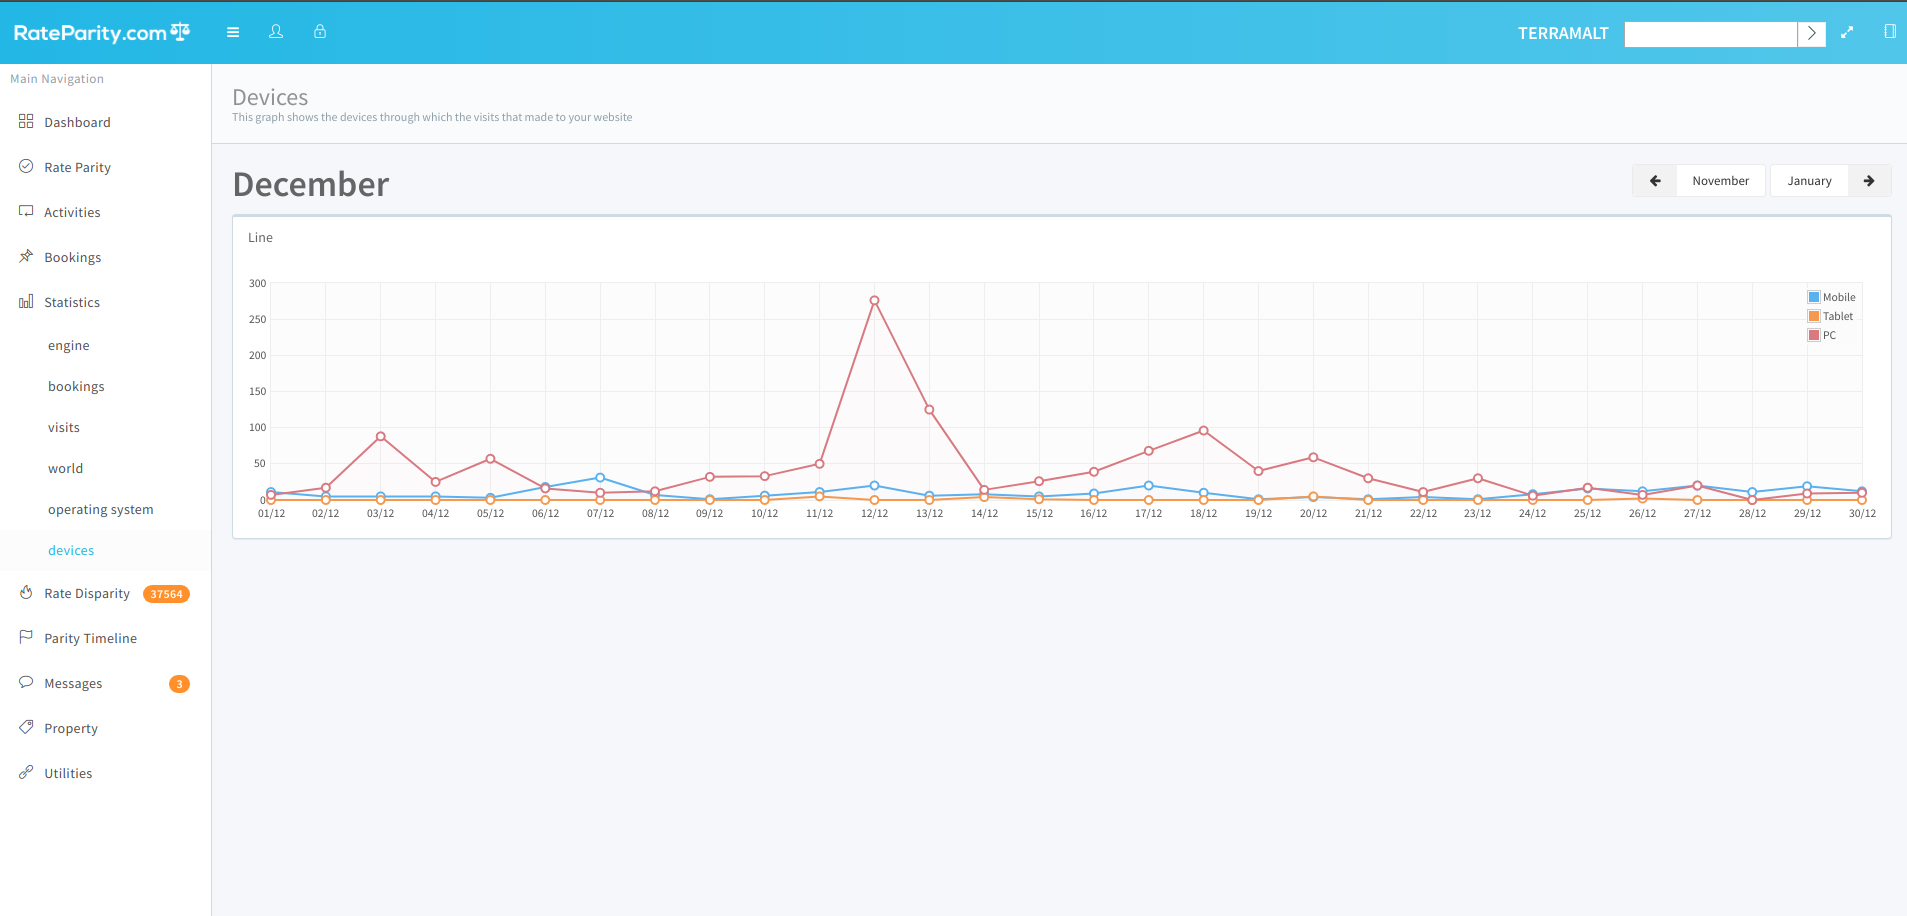 RateParity.com
TERRAMALT
Main Navigation
Dashboard
Rate Parity
Activities
Bookings
Statistics
engine
bookings
visits
world
operating system
devices
Rate Disparity 37564
Parity Timeline
Messages 3
Property
Utilities
Devices
This graph shows the devices through which the visits that made to your website
December
November
January
Line
300
250
200
150
100
50
0
Mobile
Tablet
PC
01/12 02/12 03/12 04/12 05/12 06/12 07/12 08/12 09/12 10/12 11/12 12/12 13/12 14/12 15/12 16/12 17/12 18/12 19/12 20/12 21/12 22/12 23/12 24/12 25/12 26/12 27/12 28/12 29/12 30/12